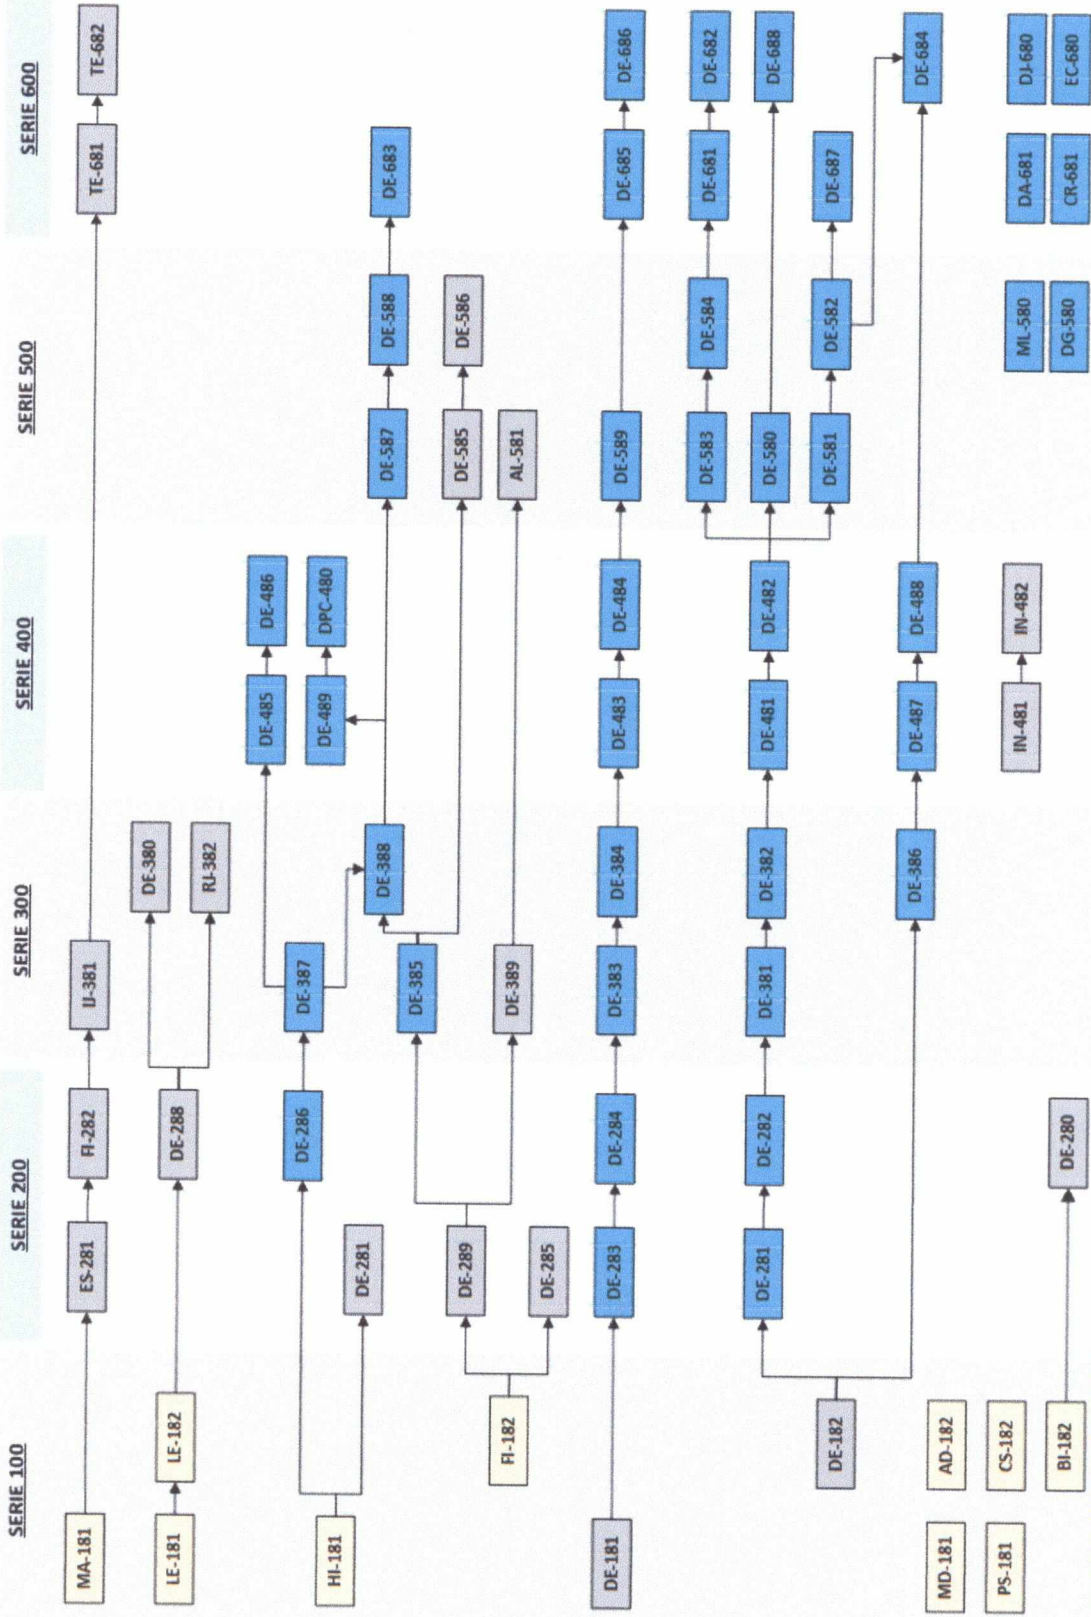 SERIE 100
SERIE 200
SERIE 300
SERIE 400
SERIE 500
SERIE 600
MA-181
ES-281
FI-282
IJ-381
TE-681
TE-682
LE-181
LE-182
DE-288
DE-380
RJ-382
HI-181
DE-286
DE-281
DE-387
DE-485
DE-486
DE-489
DPC-480
DE-388
DE-587
DE-588
DE-683
FI-182
DE-289
DE-285
DE-385
DE-389
DE-585
DE-586
AL-581
DE-181
DE-283
DE-284
DE-383
DE-384
DE-483
DE-484
DE-589
DE-685
DE-686
DE-182
DE-281
DE-282
DE-381
DE-382
DE-481
DE-482
DE-583
DE-584
DE-681
DE-682
DE-580
DE-688
DE-581
DE-582
DE-687
DE-386
DE-487
DE-488
DE-684
MD-181
AD-182
PS-181
CS-182
IN-481
IN-482
ML-580
DA-681
DJ-680
BI-182
DE-280
DG-580
CR-681
EC-680